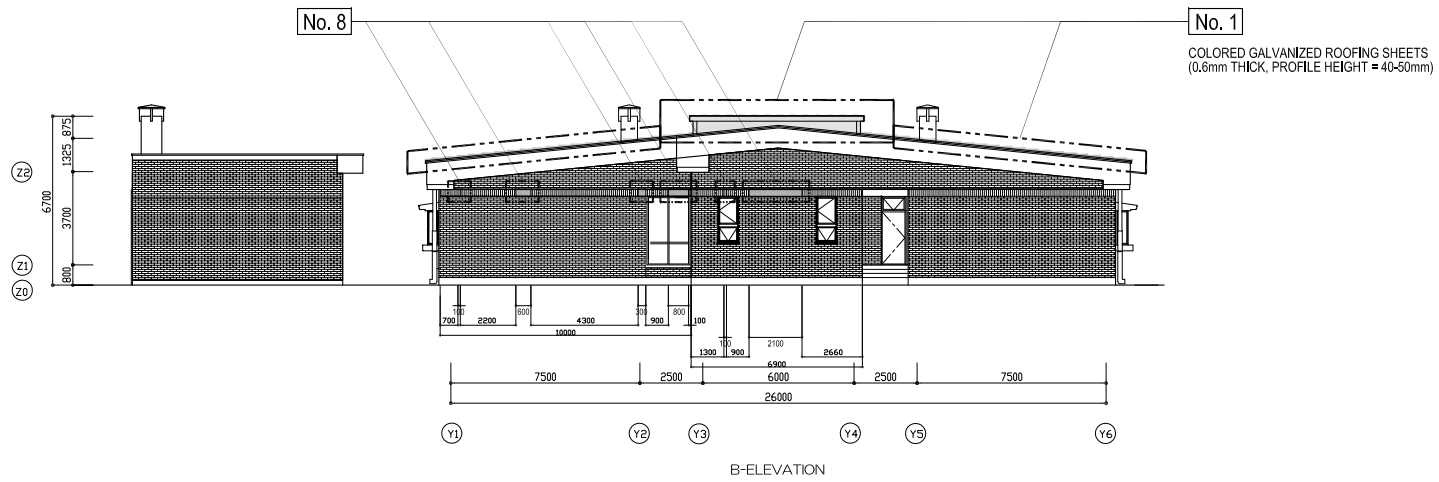 No. 8
No. 1
COLORED GALVANIZED ROOFING SHEETS
(0.6mm THICK, PROFILE HEIGHT = 40-50mm)
875
1325
Z2
6700
3700
Z1
800
Z0
100
600
300
800
700
2200
4300
900
100
10000
100
2100
1300
900
2660
6900
7500
2500
6000
2500
7500
26000
Y1
Y2
Y3
Y4
Y5
Y6
B-ELEVATION